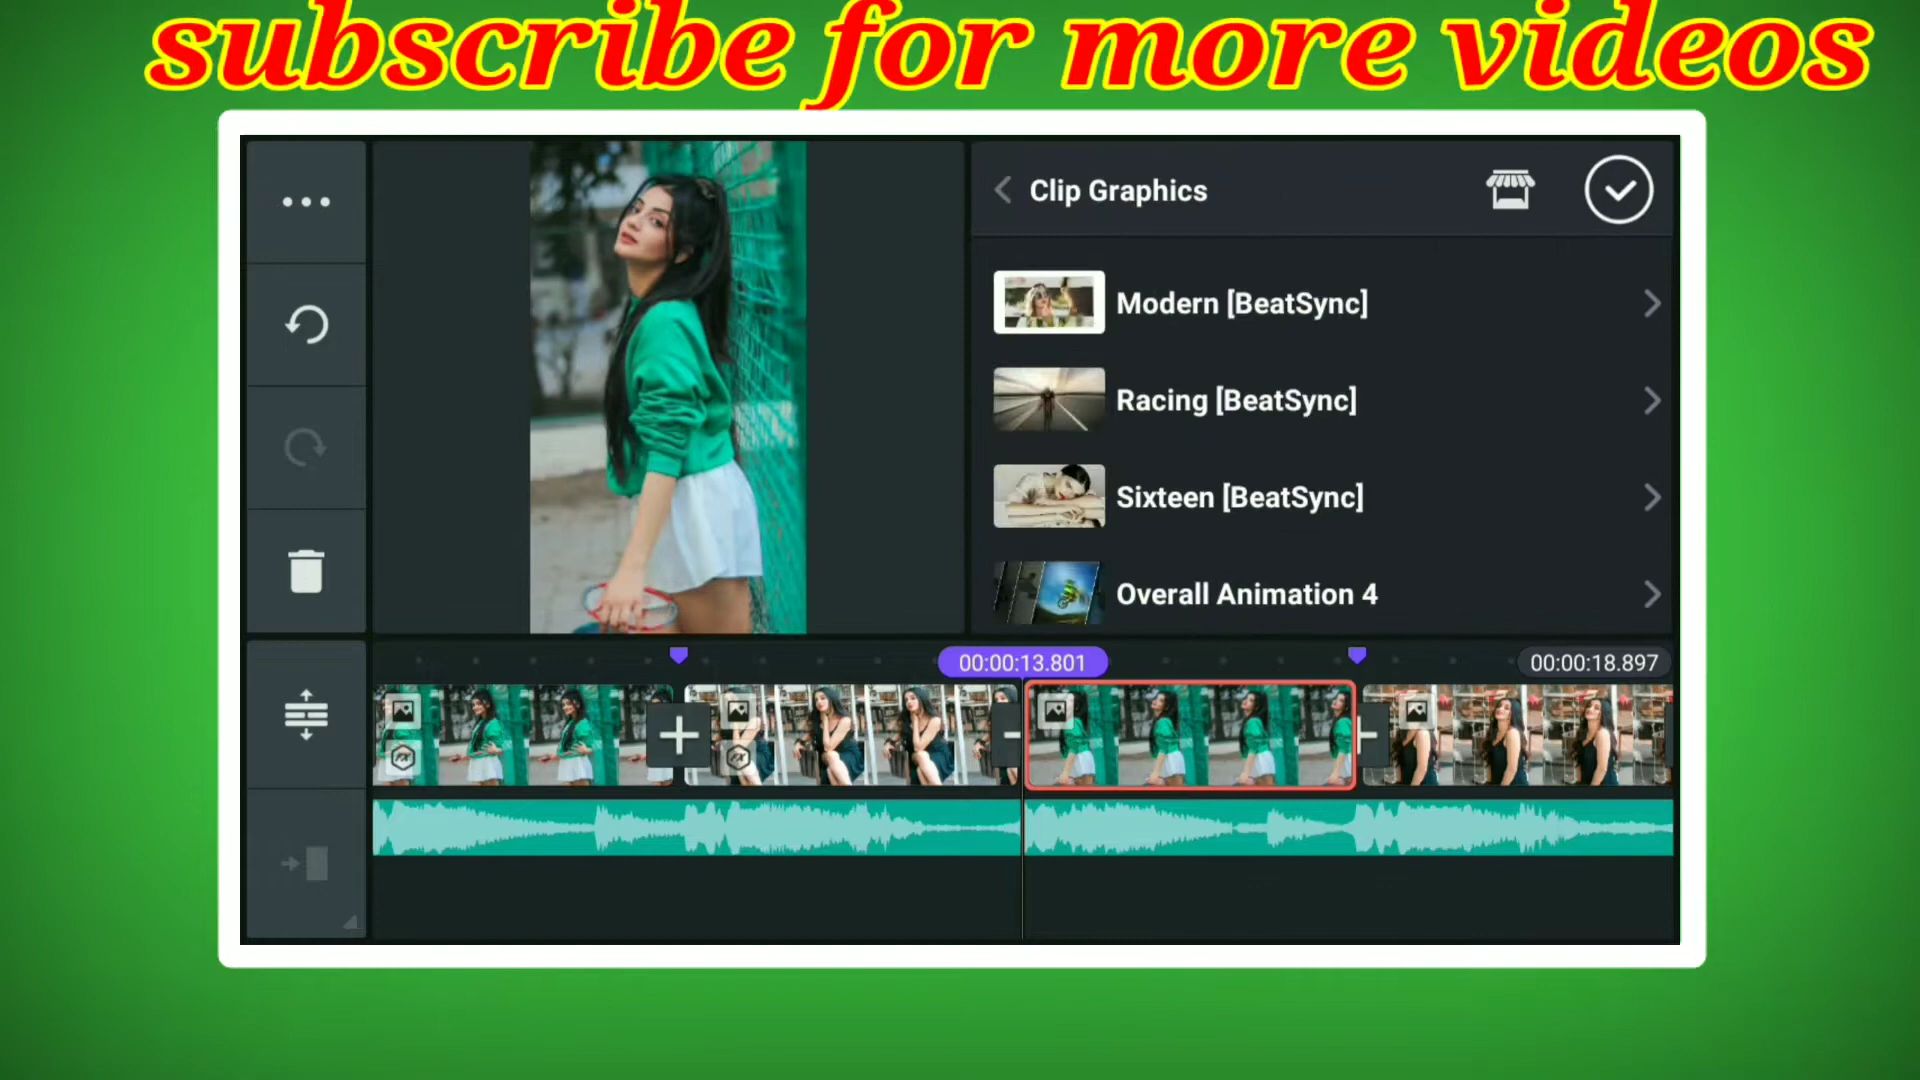 subscribe for more videos
Clip Graphics
Modern [BeatSync]
Racing [BeatSync]
Sixteen [BeatSync]
Overall Animation 4
00:00:13.801
00:00:18.897